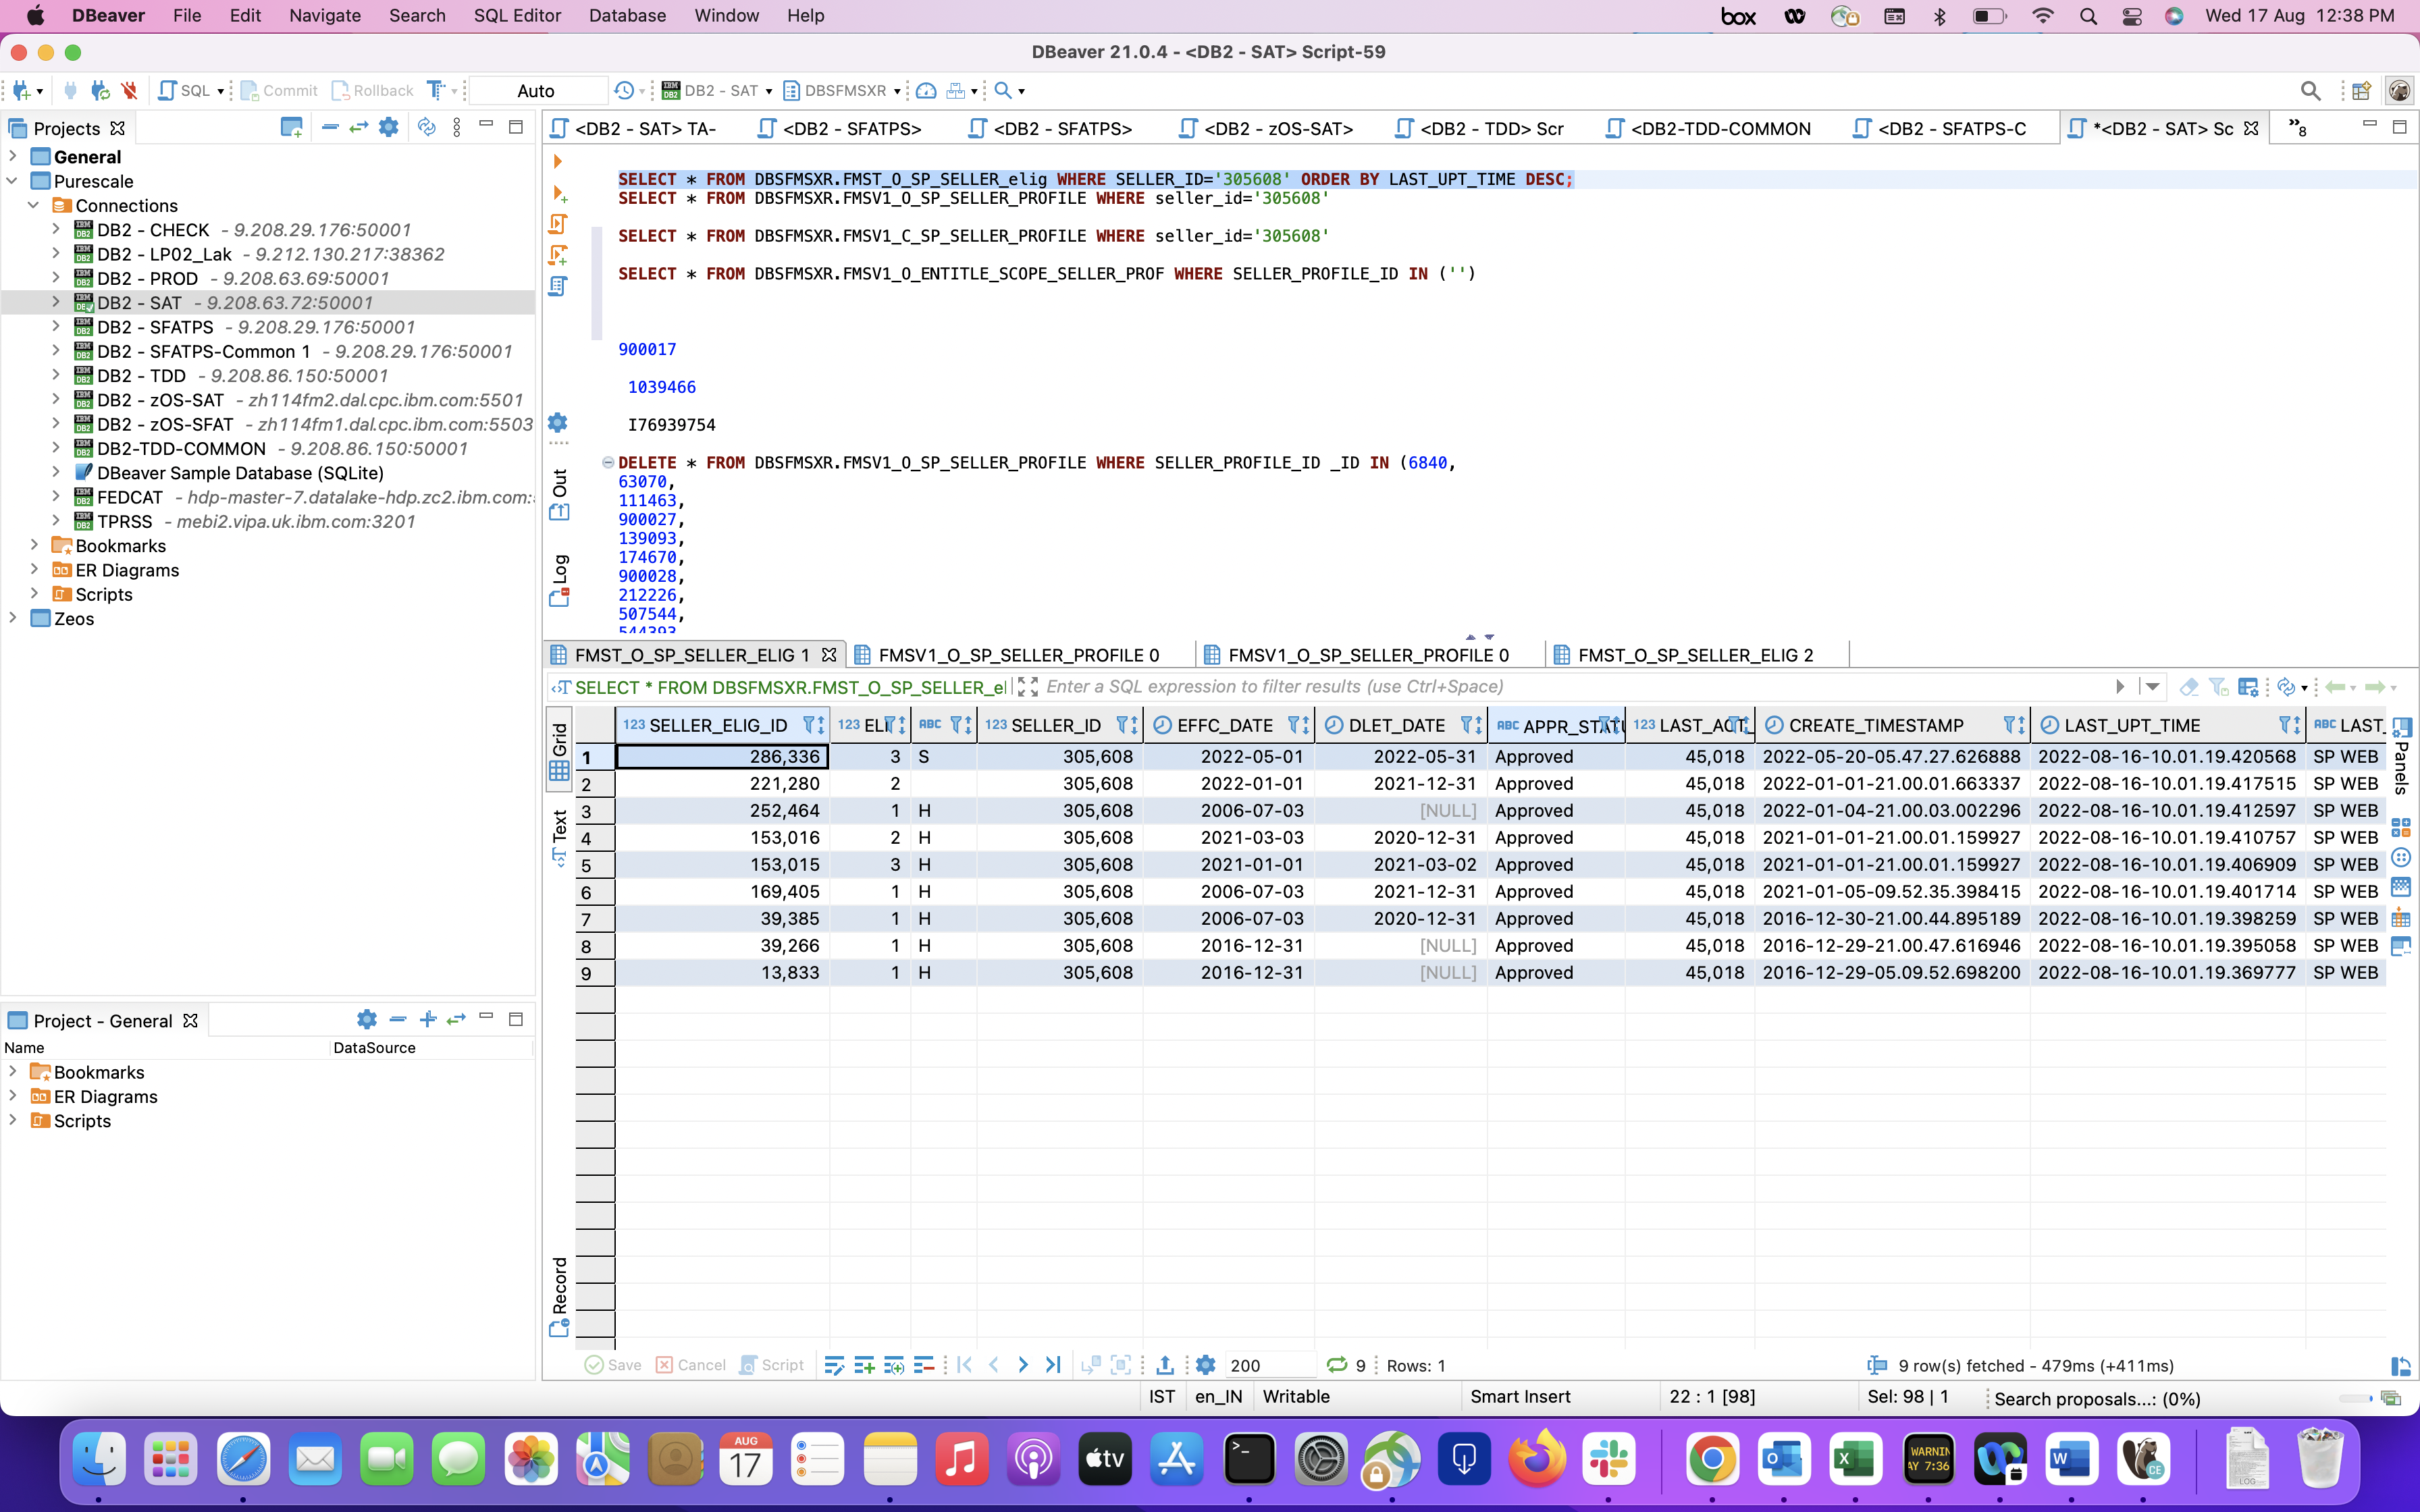 DBeaver File Edit Navigate Search SQL Editor Database Window Help box Wed 17 Aug 12:38 PM
DBeaver 21.0.4 - <DB2 - SAT> Script-59
SQL Commit Rollback Auto DB2 - SAT DBSFMSXR
Projects
General
Purescale
Connections
DB2 - CHECK - 9.208.29.176:50001
DB2 - LP02_Lak - 9.212.130.217:38362
DB2 - PROD - 9.208.63.69:50001
DB2 - SAT - 9.208.63.72:50001
DB2 - SFATPS - 9.208.29.176:50001
DB2 - SFATPS-Common 1 - 9.208.29.176:50001
DB2 - TDD - 9.208.86.150:50001
DB2 - zOS-SAT - zh114fm2.dal.cpc.ibm.com:5501
DB2 - zOS-SFAT - zh114fm1.dal.cpc.ibm.com:5503
DB2-TDD-COMMON - 9.208.86.150:50001
DBeaver Sample Database (SQLite)
FEDCAT - hdp-master-7.datalake-hdp.zc2.ibm.com:
TPRSS - mebi2.vipa.uk.ibm.com:3201
Bookmarks
ER Diagrams
Scripts
Zeos
Project - General
Name DataSource
Bookmarks
ER Diagrams
Scripts
<DB2 - SAT> TA- <DB2 - SFATPS> <DB2 - SFATPS> <DB2 - zOS-SAT> <DB2 - TDD> Scr <DB2-TDD-COMMON <DB2 - SFATPS-C *<DB2 - SAT> Sc »8
SELECT * FROM DBSFMSXR.FMST_O_SP_SELLER_elig WHERE SELLER_ID='305608' ORDER BY LAST_UPT_TIME DESC;
SELECT * FROM DBSFMSXR.FMSV1_O_SP_SELLER_PROFILE WHERE seller_id='305608'
SELECT * FROM DBSFMSXR.FMSV1_C_SP_SELLER_PROFILE WHERE seller_id='305608'
SELECT * FROM DBSFMSXR.FMSV1_O_ENTITLE_SCOPE_SELLER_PROF WHERE SELLER_PROFILE_ID IN ('')
900017
1039466
I76939754
DELETE * FROM DBSFMSXR.FMSV1_O_SP_SELLER_PROFILE WHERE SELLER_PROFILE_ID _ID IN (6840,
63070,
111463,
900027,
139093,
174670,
900028,
212226,
507544,
544393
Out
Log
FMST_O_SP_SELLER_ELIG 1 FMSV1_O_SP_SELLER_PROFILE 0 FMSV1_O_SP_SELLER_PROFILE 0 FMST_O_SP_SELLER_ELIG 2
SELECT * FROM DBSFMSXR.FMST_O_SP_SELLER_el Enter a SQL expression to filter results (use Ctrl+Space)
Grid
Text
Record
Panels
123 SELLER_ELIG_ID 123 ELI ABC 123 SELLER_ID EFFC_DATE DLET_DATE ABC APPR_STATU 123 LAST_ACT_ CREATE_TIMESTAMP LAST_UPT_TIME ABC LAST_
1 286,336 3 S 305,608 2022-05-01 2022-05-31 Approved 45,018 2022-05-20-05.47.27.626888 2022-08-16-10.01.19.420568 SP WEB
2 221,280 2 305,608 2022-01-01 2021-12-31 Approved 45,018 2022-01-01-21.00.01.663337 2022-08-16-10.01.19.417515 SP WEB
3 252,464 1 H 305,608 2006-07-03 [NULL] Approved 45,018 2022-01-04-21.00.03.002296 2022-08-16-10.01.19.412597 SP WEB
4 153,016 2 H 305,608 2021-03-03 2020-12-31 Approved 45,018 2021-01-01-21.00.01.159927 2022-08-16-10.01.19.410757 SP WEB
5 153,015 3 H 305,608 2021-01-01 2021-03-02 Approved 45,018 2021-01-01-21.00.01.159927 2022-08-16-10.01.19.406909 SP WEB
6 169,405 1 H 305,608 2006-07-03 2021-12-31 Approved 45,018 2021-01-05-09.52.35.398415 2022-08-16-10.01.19.401714 SP WEB
7 39,385 1 H 305,608 2006-07-03 2020-12-31 Approved 45,018 2016-12-30-21.00.44.895189 2022-08-16-10.01.19.398259 SP WEB
8 39,266 1 H 305,608 2016-12-31 [NULL] Approved 45,018 2016-12-29-21.00.47.616946 2022-08-16-10.01.19.395058 SP WEB
9 13,833 1 H 305,608 2016-12-31 [NULL] Approved 45,018 2016-12-29-05.09.52.698200 2022-08-16-10.01.19.369777 SP WEB
Save Cancel Script 200 9 Rows: 1 9 row(s) fetched - 479ms (+411ms)
IST en_IN Writable Smart Insert 22 : 1 [98] Sel: 98 | 1 Search proposals...: (0%)
AUG
17
tv
WARNIN
AY 7:36
CE
LOG